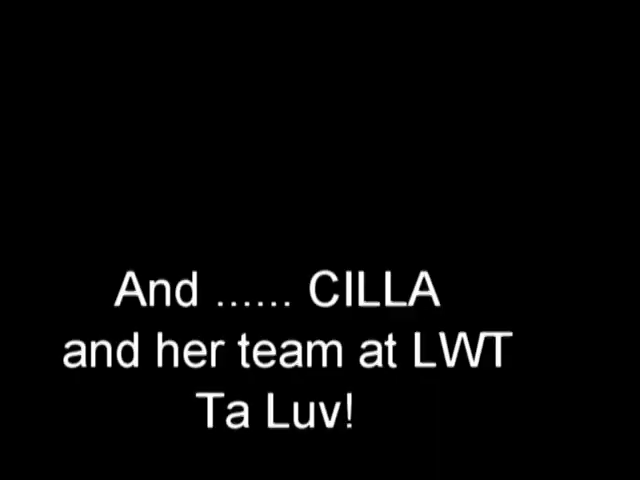 And ...... CILLA
and her team at LWT
Ta Luv!